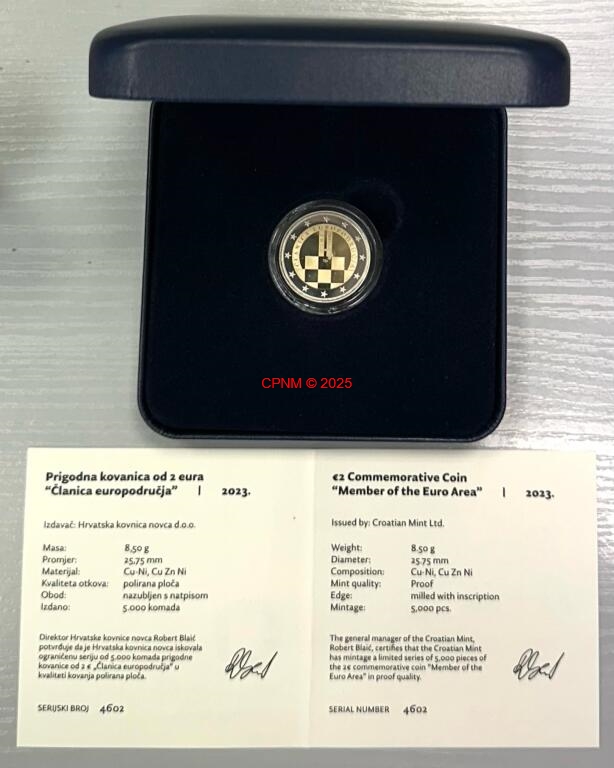 ČLANICA EUROPODRUČJA
CPNM © 2025
Prigodna kovanica od 2 eura
"Članica europodručja" | 2023.
Izdavač: Hrvatska kovnica novca d.o.o.
Masa: 8,50 g
Promjer: 25,75 mm
Materijal: Cu-Ni, Cu Zn Ni
Kvaliteta otkova: polirana ploča
Obod: nazubljen s natpisom
Izdano: 5.000 komada
Direktor Hrvatske kovnice novca Robert Blaić
potvrđuje da je Hrvatska kovnica novca iskovala
ograničenu seriju od 5.000 komada prigodne
kovanice od 2 € „Članica europodručja" u
kvaliteti kovanja polirana ploča.
SERIJSKI BROJ 4602
€2 Commemorative Coin
"Member of the Euro Area" | 2023.
Issued by: Croatian Mint Ltd.
Weight: 8.50 g
Diameter: 25.75 mm
Composition: Cu-Ni, Cu Zn Ni
Mint quality: Proof
Edge: milled with inscription
Mintage: 5,000 pcs.
The general manager of the Croatian Mint,
Robert Blaić, certifies that the Croatian Mint
has mintage a limited series of 5,000 pieces of
the 2€ commemorative coin "Member of the
Euro Area" in proof quality.
SERIAL NUMBER 4602